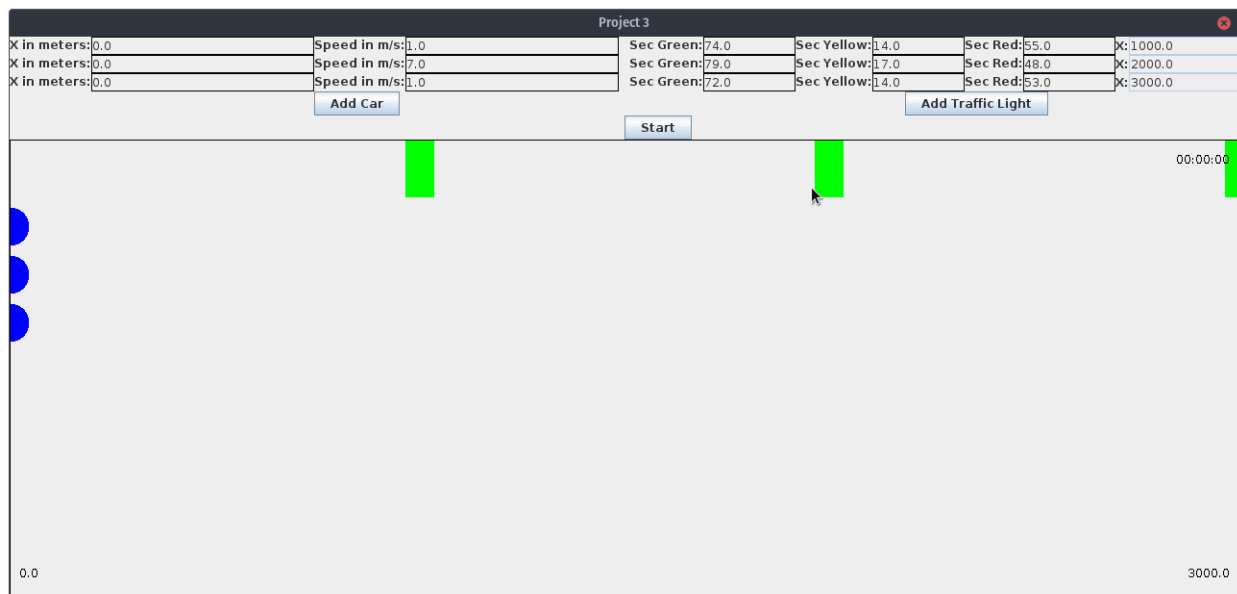 Project 3
X in meters: 0.0 Speed in m/s: 1.0 Sec Green: 74.0 Sec Yellow: 14.0 Sec Red: 55.0 X: 1000.0
X in meters: 0.0 Speed in m/s: 7.0 Sec Green: 79.0 Sec Yellow: 17.0 Sec Red: 48.0 X: 2000.0
X in meters: 0.0 Speed in m/s: 1.0 Sec Green: 72.0 Sec Yellow: 14.0 Sec Red: 53.0 X: 3000.0
Add Car Add Traffic Light
Start
00:00:00
0.0 3000.0